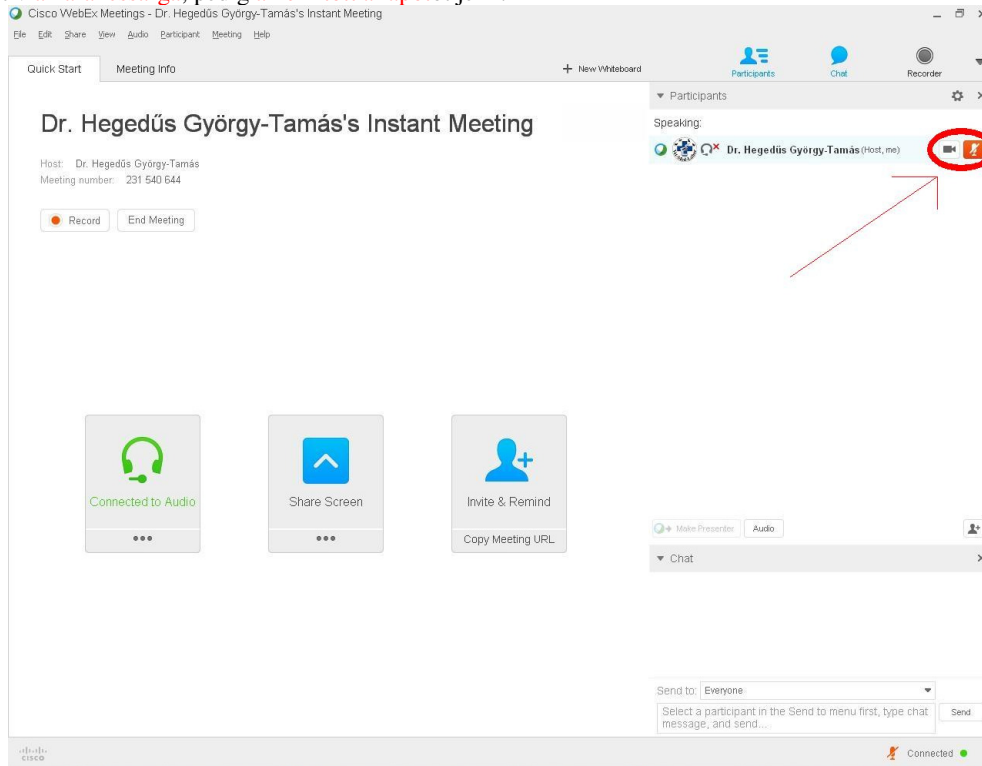 Cisco WebEx Meetings - Dr. Hegedűs György-Tamás's Instant Meeting
File Edit Share View Audio Participant Meeting Help
Quick Start Meeting Info + New Whiteboard Participants Chat Recorder
Participants
Dr. Hegedűs György-Tamás's Instant Meeting
Speaking:
Dr. Hegedüs György-Tamás (Host, me)
Host: Dr. Hegedűs György-Tamás
Meeting number: 231 540 644
Record End Meeting
Connected to Audio Share Screen Invite & Remind
Copy Meeting URL
Make Presenter Audio
Chat
Send to: Everyone
Select a participant in the Send to menu first, type chat message, and send... Send
cisco
Connected